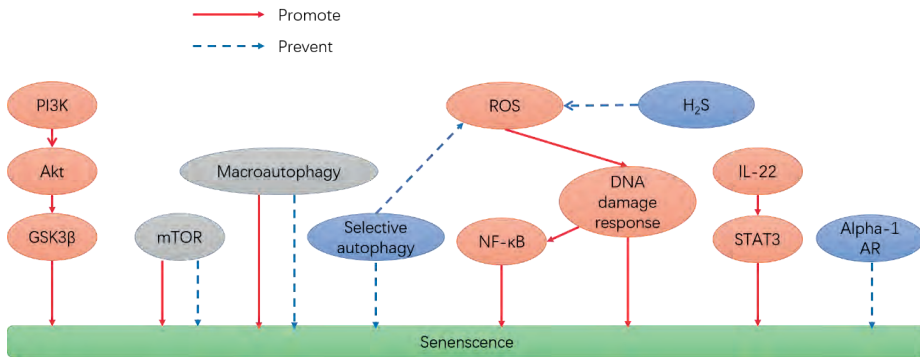 Promote
Prevent
PI3K
ROS
H₂S
Akt
Macroautophagy
DNA
damage
response
IL-22
GSK3β
mTOR
Selective
autophagy
NF-κB
STAT3
Alpha-1
AR
Senenscence